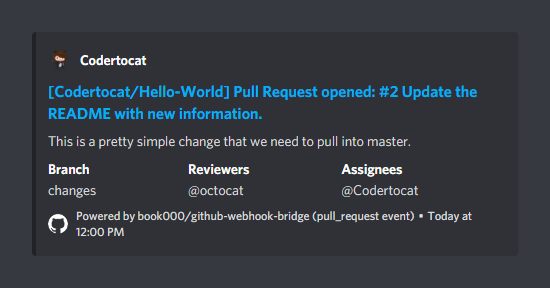 Codertocat
[Codertocat/Hello-World] Pull Request opened: #2 Update the
README with new information.
This is a pretty simple change that we need to pull into master.
Branch Reviewers Assignees
changes @octocat @Codertocat
Powered by book000/github-webhook-bridge (pull_request event) • Today at
12:00 PM